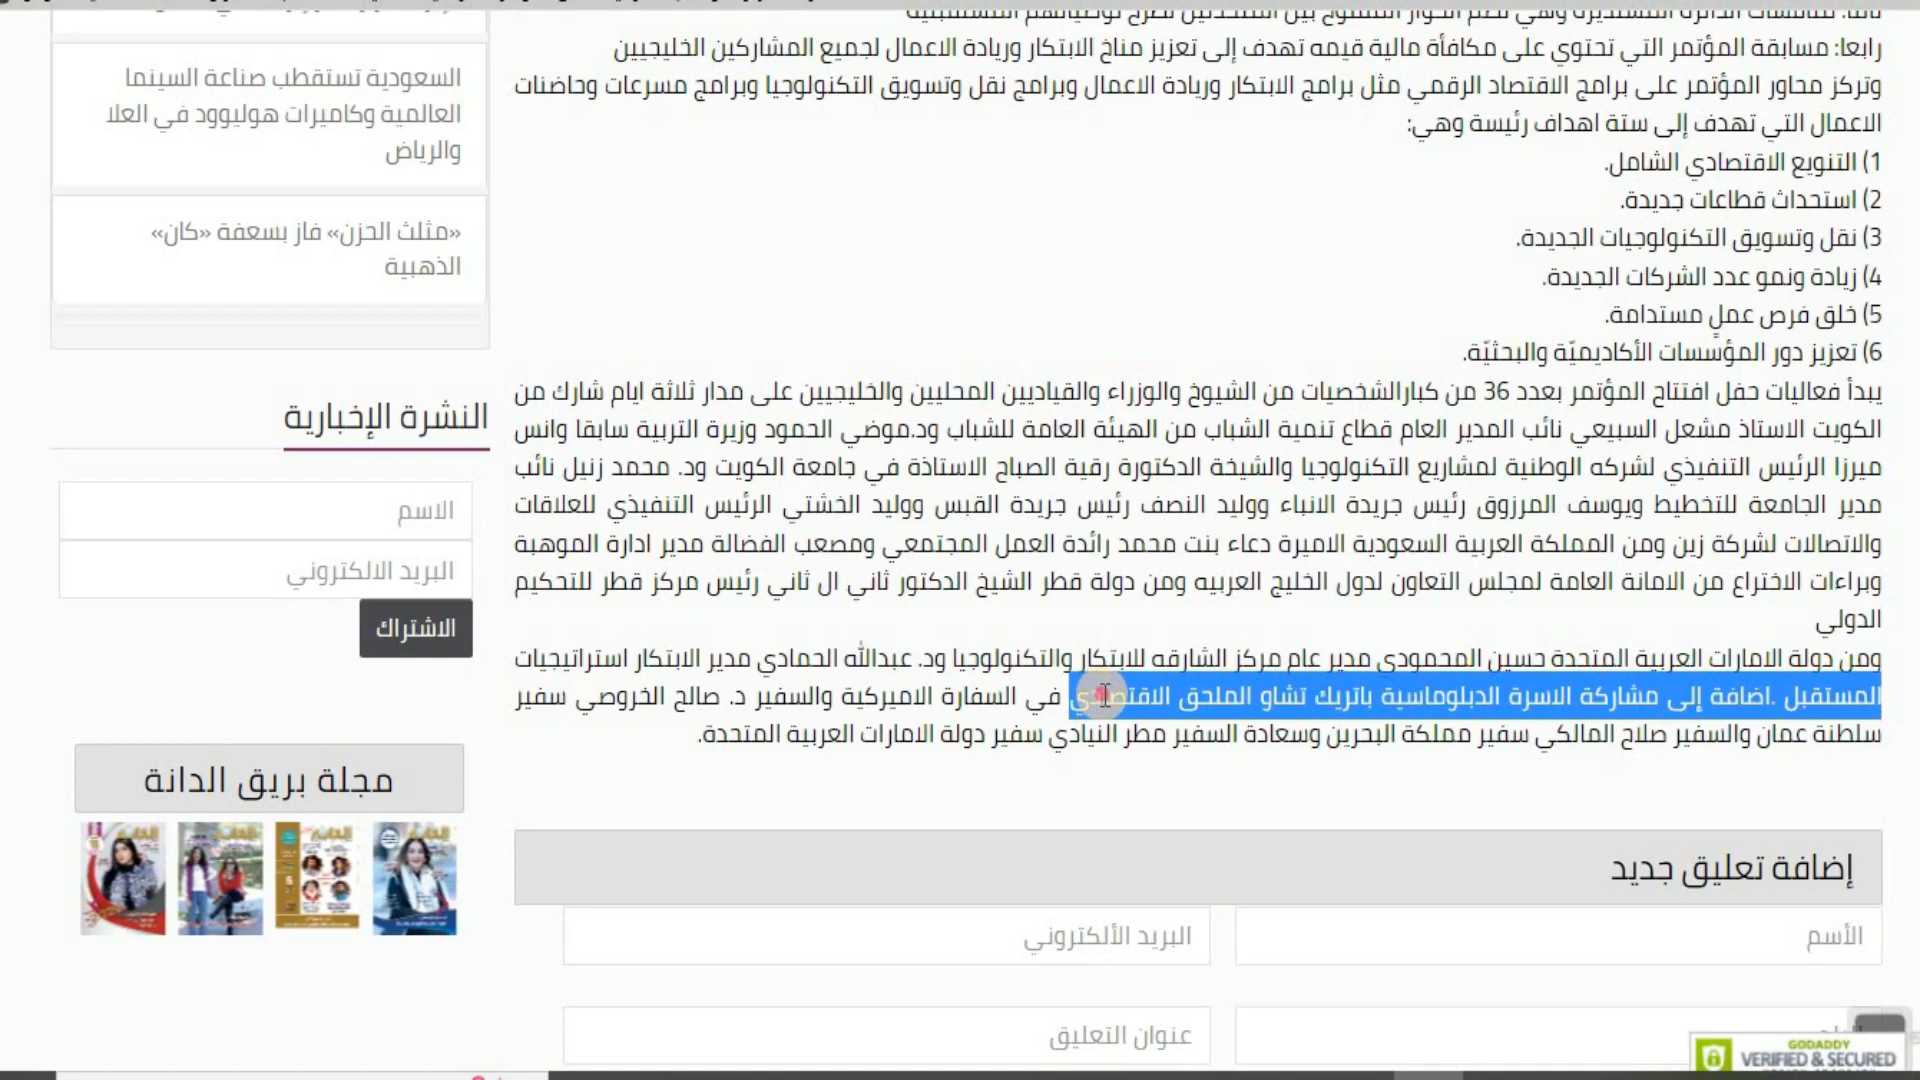 رابعا: مسابقة المؤتمر التي تحتوي على مكافأة مالية قيمه تهدف إلى تعزيز مناخ الابتكار وريادة الاعمال لجميع المشاركين الخليجيين
وتركز محاور المؤتمر على برامج الاقتصاد الرقمي مثل برامج الابتكار وريادة الاعمال وبرامج نقل وتسويق التكنولوجيا وبرامج مسرعات وحاضنات
الاعمال التي تهدف إلى ستة اهداف رئيسة وهي:
1) التنويع الاقتصادي الشامل.
2) استحداث قطاعات جديدة.
3) نقل وتسويق التكنولوجيات الجديدة.
4) زيادة ونمو عدد الشركات الجديدة.
5) خلق فرص عملٍ مستدامة.
6) تعزيز دور المؤسّسات الأكاديميّة والبحثيّة.
يبدأ فعاليات حفل افتتاح المؤتمر بعدد 36 من كبارالشخصيات من الشيوخ والوزراء والقياديين المحليين والخليجيين على مدار ثلاثة ايام شارك من
الكويت الاستاذ مشعل السبيعي نائب المدير العام قطاع تنمية الشباب من الهيئة العامة للشباب ود.موضي الحمود وزيرة التربية سابقا وانس
ميرزا الرئيس التنفيذي لشركه الوطنية لمشاريع التكنولوجيا والشيخة الدكتورة رقية الصباح الاستاذة في جامعة الكويت ود. محمد زنيل نائب
مدير الجامعة للتخطيط ويوسف المرزوق رئيس جريدة الانباء ووليد النصف رئيس جريدة القبس ووليد الخشتي الرئيس التنفيذي للعلاقات
والاتصالات لشركة زين ومن المملكة العربية السعودية الاميرة دعاء بنت محمد رائدة العمل المجتمعي ومصعب الفضالة مدير ادارة الموهبة
وبراءات الاختراع من الامانة العامة لمجلس التعاون لدول الخليج العربيه ومن دولة قطر الشيخ الدكتور ثاني ال ثاني رئيس مركز قطر للتحكيم
الدولي
ومن دولة الامارات العربية المتحدة حسين المحمودي مدير عام مركز الشارقه للابتكار والتكنولوجيا ود. عبدالله الحمادي مدير الابتكار استراتيجيات
المستقبل .اضافة إلى مشاركة الاسرة الدبلوماسية باتريك تشاو الملحق الاقتصادي في السفارة الاميركية والسفير د. صالح الخروصي سفير
سلطنة عمان والسفير صلاح المالكي سفير مملكة البحرين وسعادة السفير مطر النيادي سفير دولة الامارات العربية المتحدة.
إضافة تعليق جديد
الأسم
البريد الألكتروني
عنوان التعليق
السعودية تستقطب صناعة السينما
العالمية وكاميرات هوليوود في العلا
والرياض
«مثلث الحزن» فاز بسعفة «كان»
الذهبية
النشرة الإخبارية
الاسم
البريد الالكتروني
الاشتراك
مجلة بريق الدانة
GODADDY
VERIFIED & SECURED